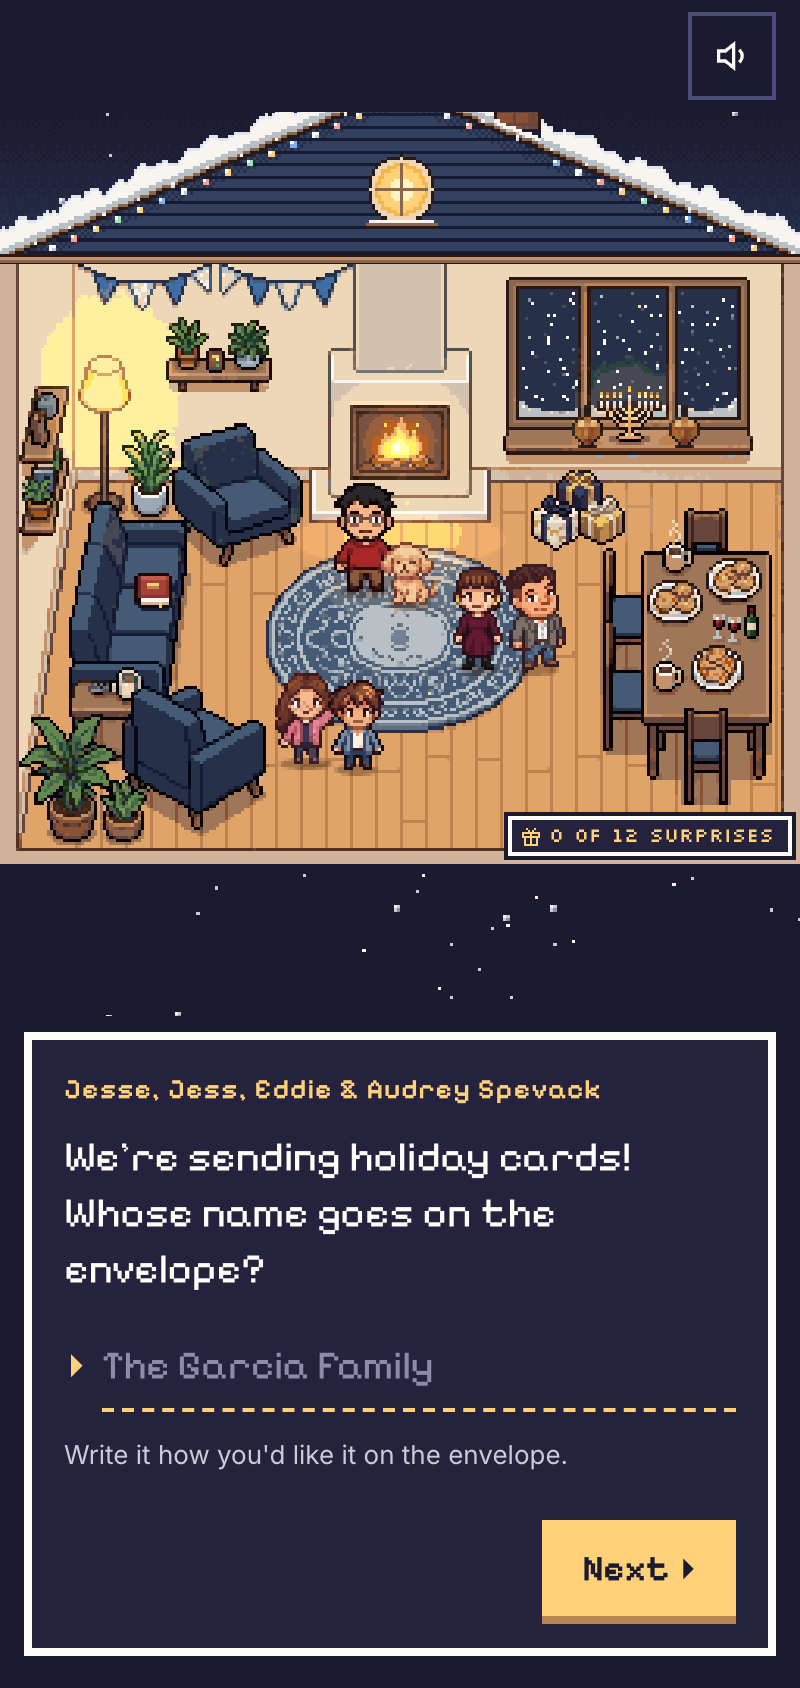 0 OF 12 SURPRISES
Jesse, Jess, Eddie & Audrey Spevack
We're sending holiday cards!
Whose name goes on the
envelope?
The Garcia Family
Write it how you'd like it on the envelope.
Next